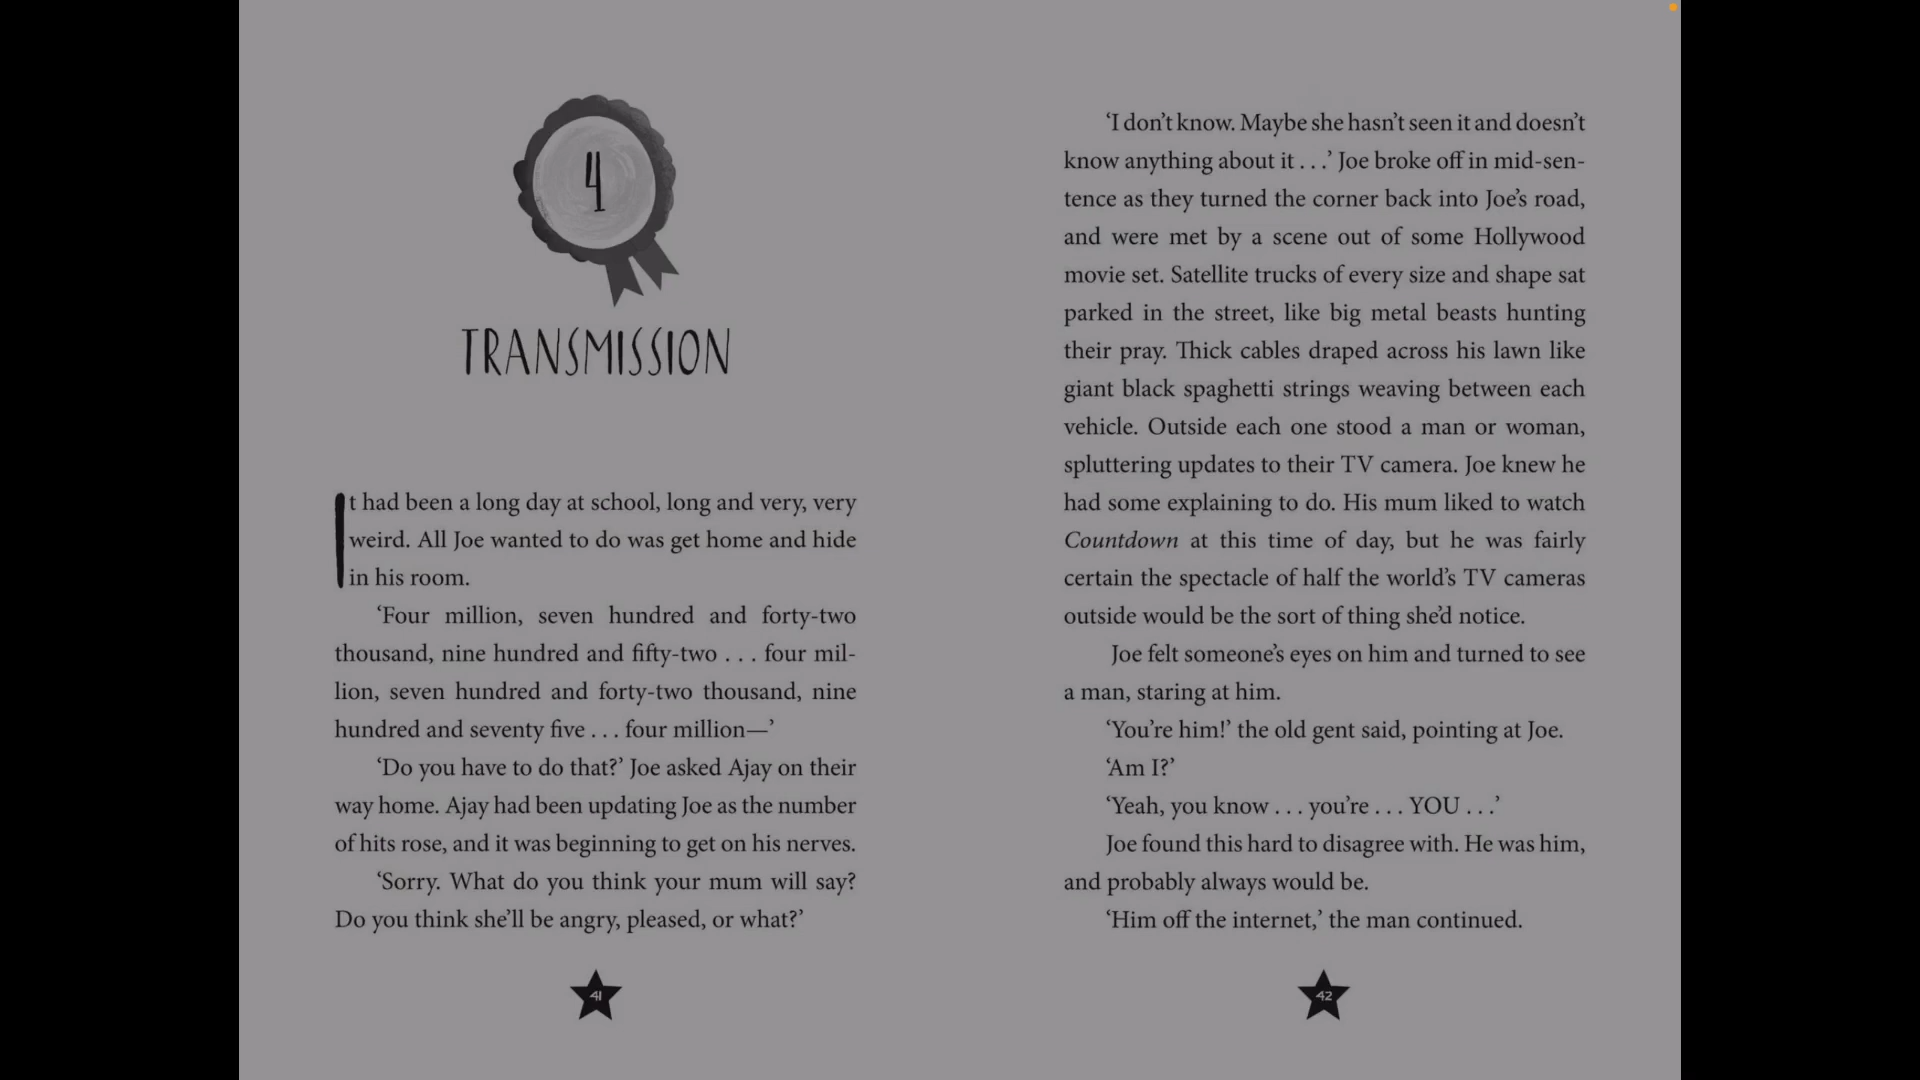 4
TRANSMISSION
It had been a long day at school, long and very, very
weird. All Joe wanted to do was get home and hide
in his room.
‘Four million, seven hundred and forty-two
thousand, nine hundred and fifty-two . . . four mil-
lion, seven hundred and forty-two thousand, nine
hundred and seventy five . . . four million—’
‘Do you have to do that?’ Joe asked Ajay on their
way home. Ajay had been updating Joe as the number
of hits rose, and it was beginning to get on his nerves.
‘Sorry. What do you think your mum will say?
Do you think she’ll be angry, pleased, or what?’
41
‘I don’t know. Maybe she hasn’t seen it and doesn’t
know anything about it . . .’ Joe broke off in mid-sen-
tence as they turned the corner back into Joe’s road,
and were met by a scene out of some Hollywood
movie set. Satellite trucks of every size and shape sat
parked in the street, like big metal beasts hunting
their pray. Thick cables draped across his lawn like
giant black spaghetti strings weaving between each
vehicle. Outside each one stood a man or woman,
spluttering updates to their TV camera. Joe knew he
had some explaining to do. His mum liked to watch
Countdown at this time of day, but he was fairly
certain the spectacle of half the world’s TV cameras
outside would be the sort of thing she’d notice.
Joe felt someone’s eyes on him and turned to see
a man, staring at him.
‘You’re him!’ the old gent said, pointing at Joe.
‘Am I?’
‘Yeah, you know . . . you’re . . . YOU . . .’
Joe found this hard to disagree with. He was him,
and probably always would be.
‘Him off the internet,’ the man continued.
42